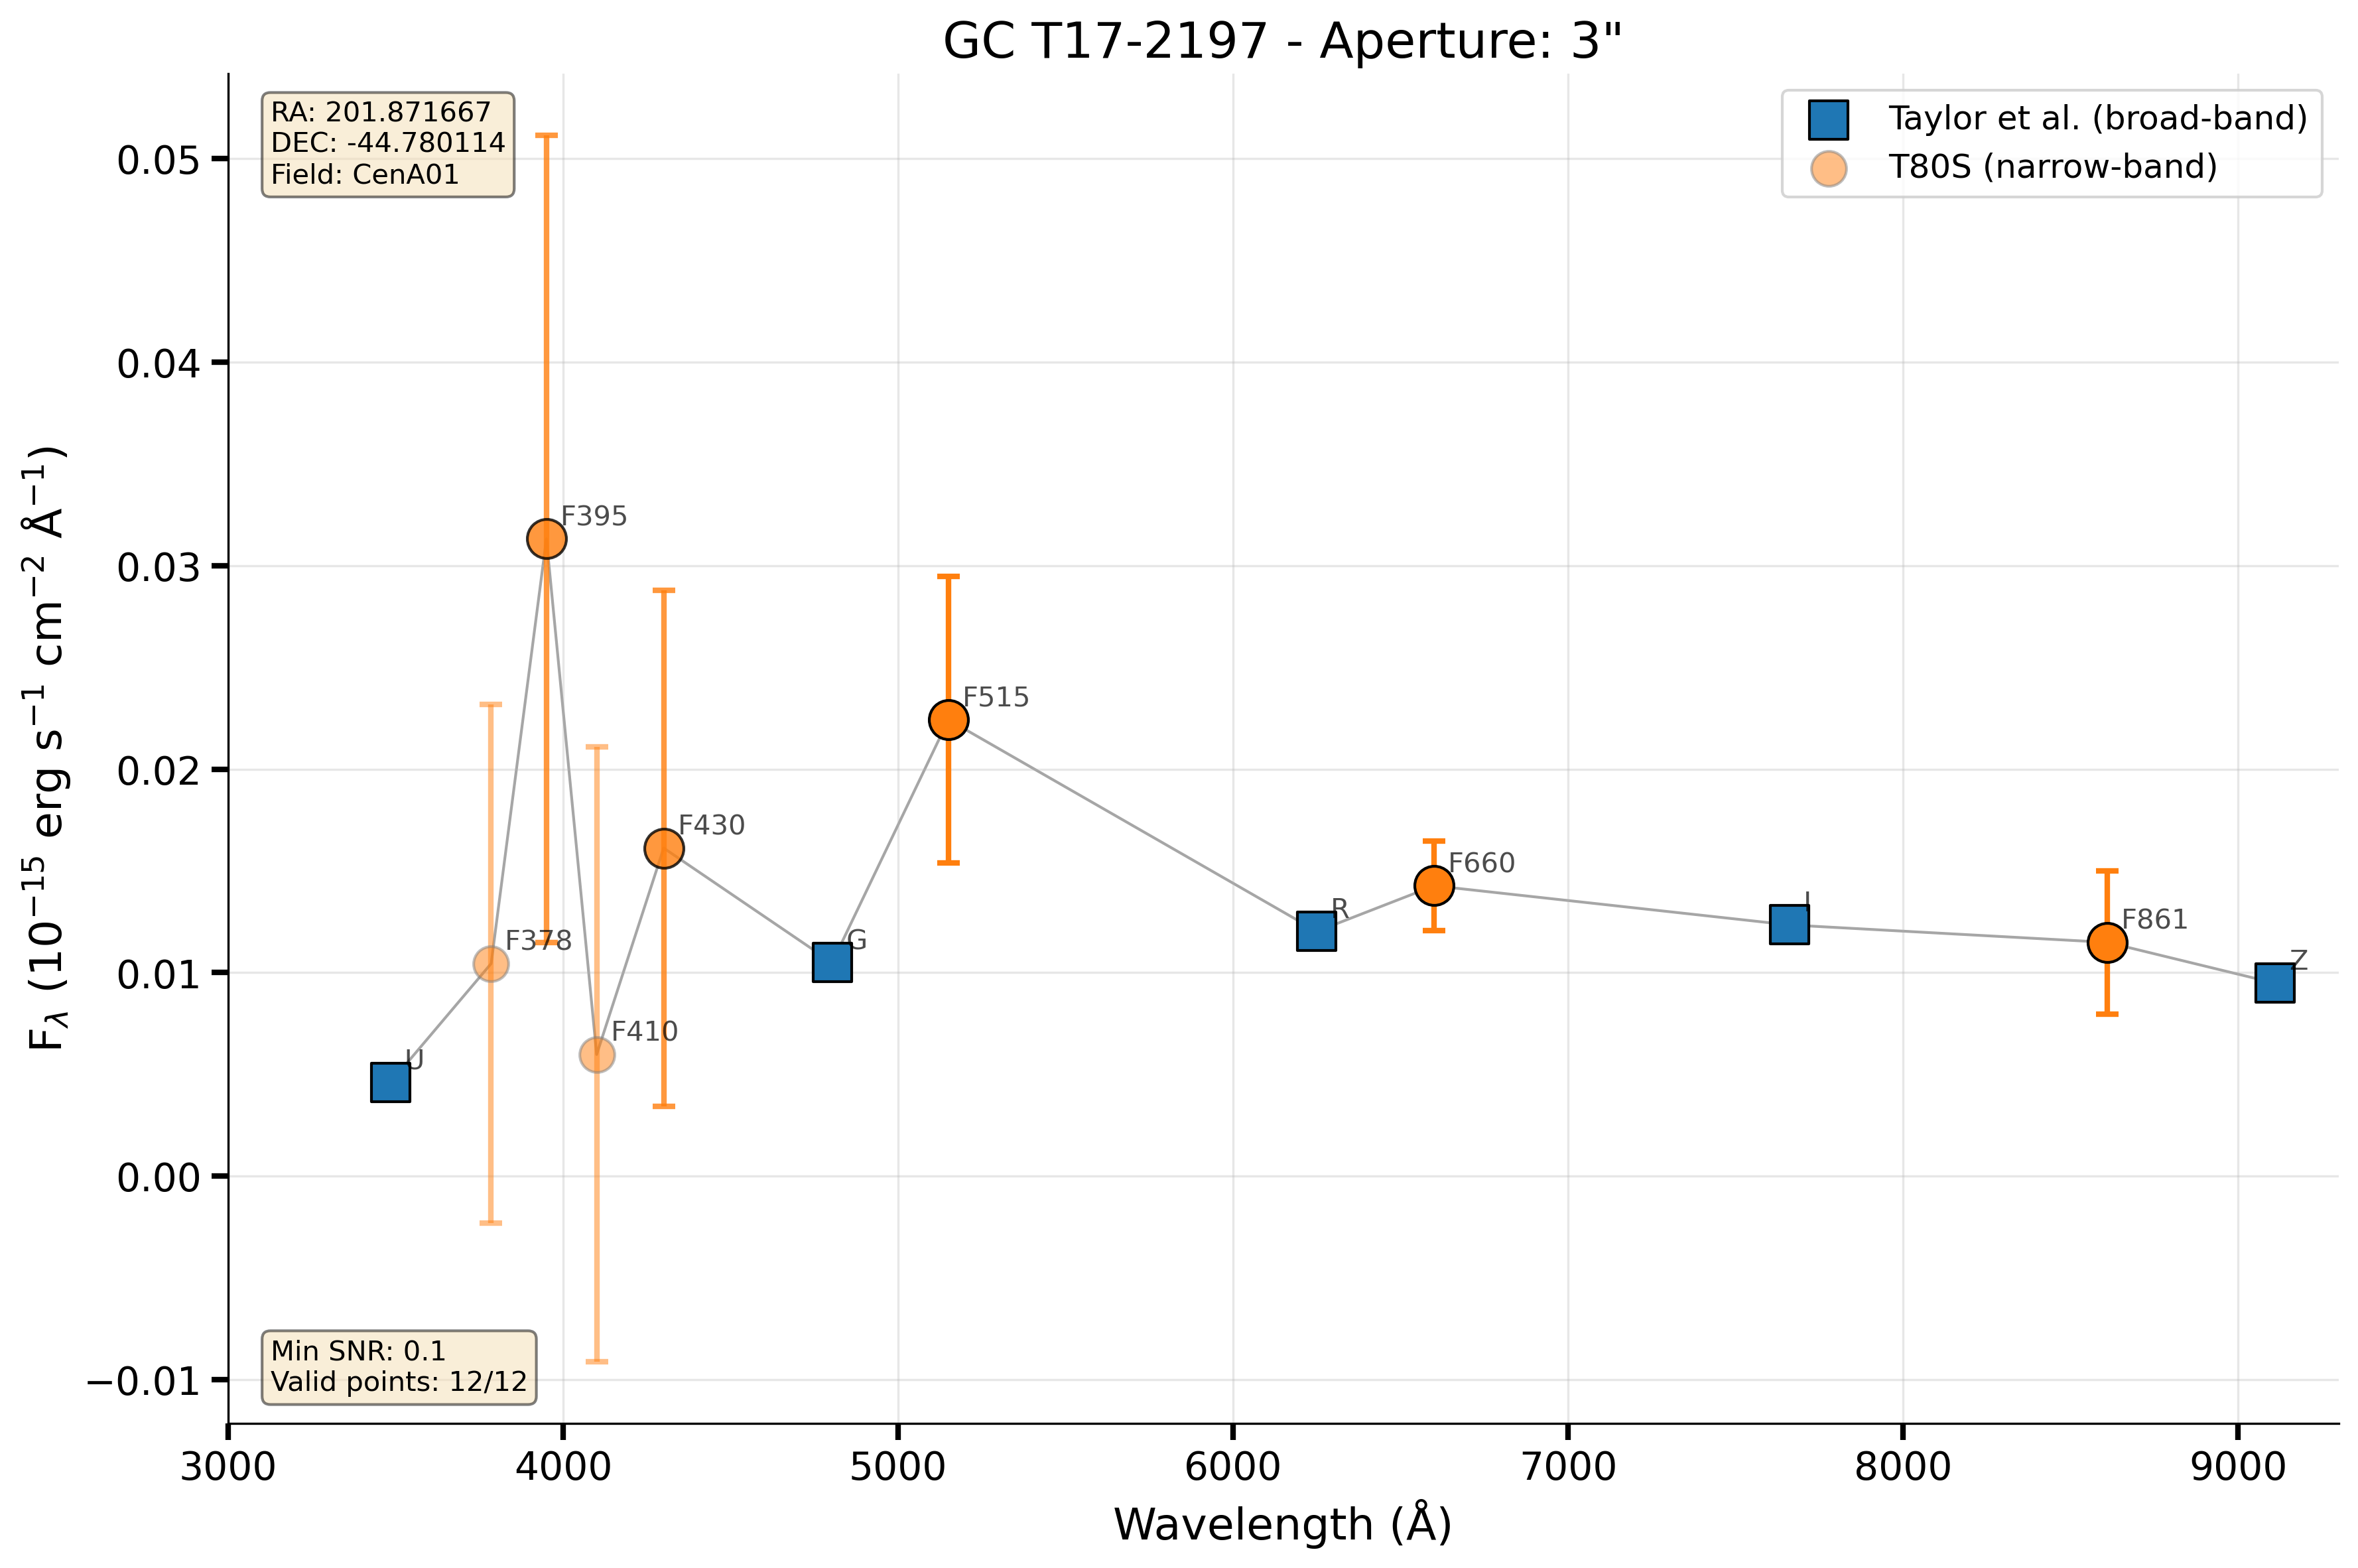 GC T17-2197 - Aperture: 3"
RA: 201.871667
DEC: -44.780114
Field: CenA01
Taylor et al. (broad-band)
T80S (narrow-band)
F395
F515
F430
F660
F378
F410
U
G
R
I
F861
Z
0.05
0.04
0.03
0.02
0.01
0.00
−0.01
Fλ (10⁻¹⁵ erg s⁻¹ cm⁻² Å⁻¹)
Min SNR: 0.1
Valid points: 12/12
3000 4000 5000 6000 7000 8000 9000
Wavelength (Å)